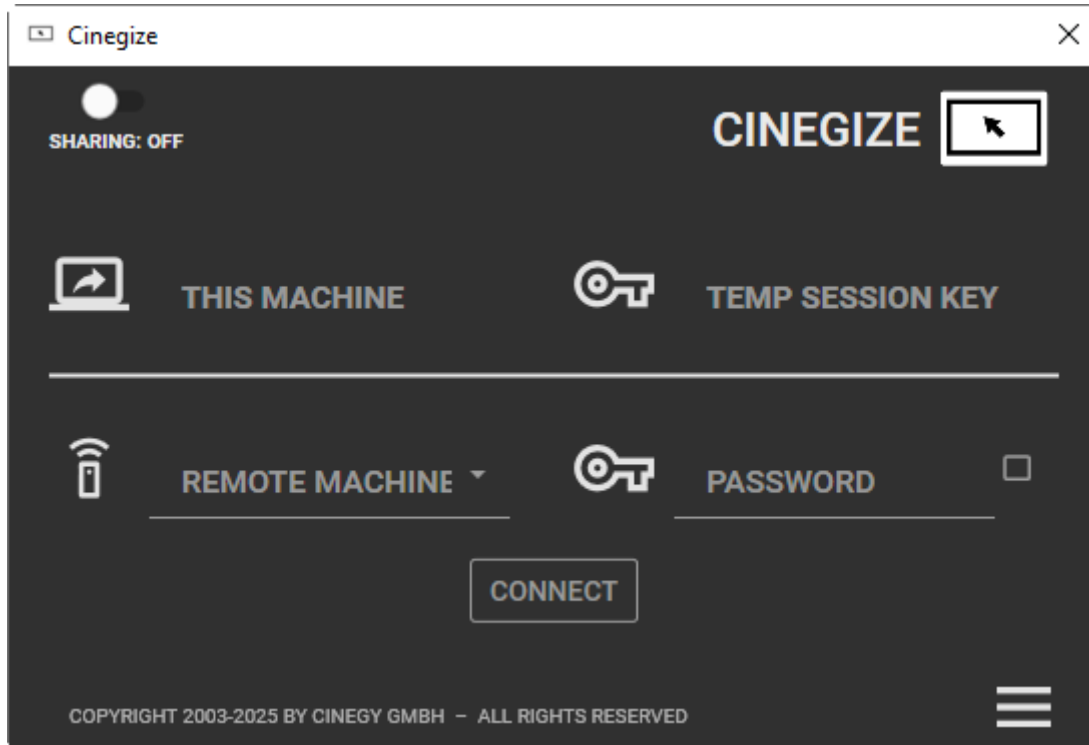 Cinegize
SHARING: OFF
CINEGIZE
THIS MACHINE
TEMP SESSION KEY
REMOTE MACHINE
PASSWORD
CONNECT
COPYRIGHT 2003-2025 BY CINEGY GMBH – ALL RIGHTS RESERVED